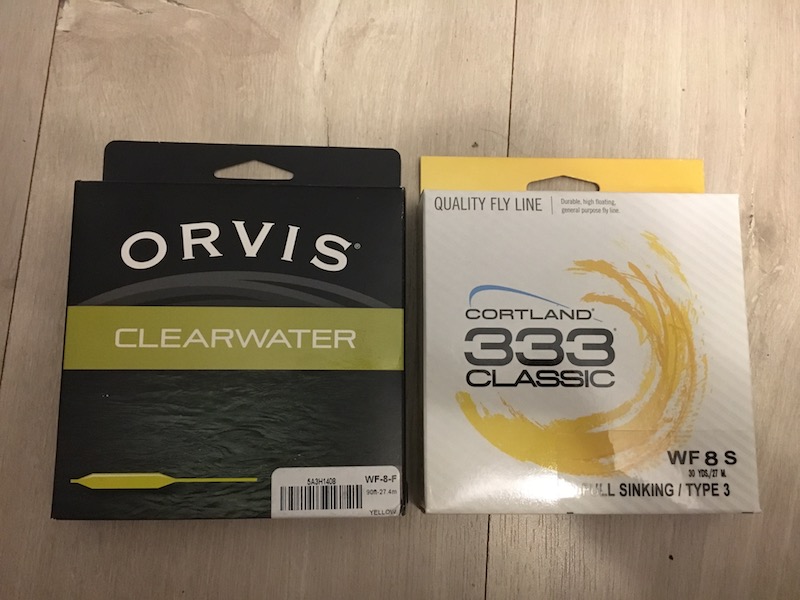 ORVIS®
CLEARWATER
5A3H1408
WF-8-F
90ft-27.4m
YELLOW
QUALITY FLY LINE
Durable, high floating,
general purpose fly line.
CORTLAND®
333®
CLASSIC
WF 8 S
30 YDS./27 M.
FULL SINKING / TYPE 3